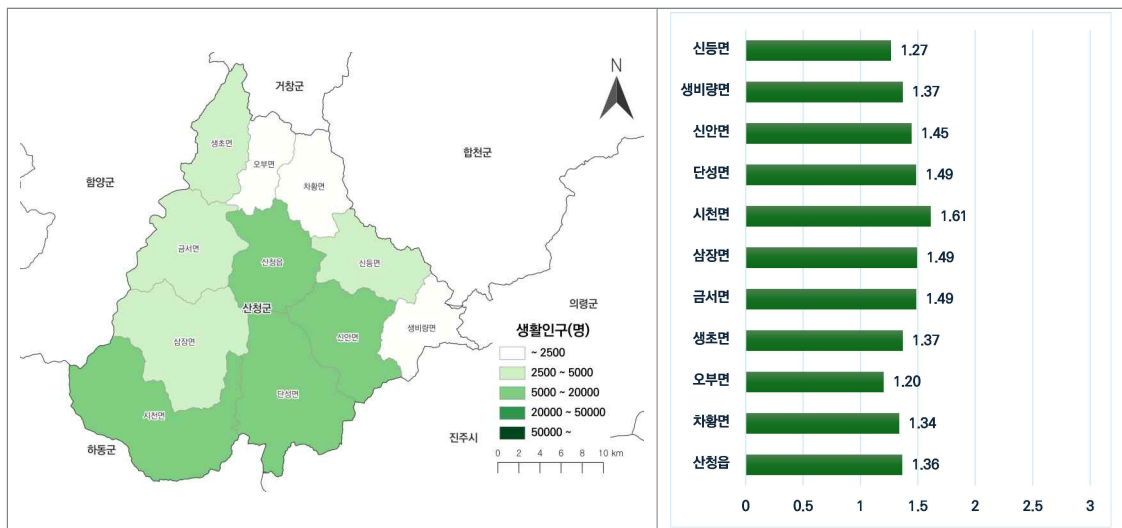 N
거창군
합천군
함양군
생초면
오부면
차황면
금서면
산청읍
신등면
산청군
의령군
삼장면
신안면
생비량면
시천면
단성면
하동군
진주시
생활인구(명)
~ 2500
2500 ~ 5000
5000 ~ 20000
20000 ~ 50000
50000 ~
0 2 4 6 8 10 km
신등면 1.27
생비량면 1.37
신안면 1.45
단성면 1.49
시천면 1.61
삼장면 1.49
금서면 1.49
생초면 1.37
오부면 1.20
차황면 1.34
산청읍 1.36
0 0.5 1 1.5 2 2.5 3